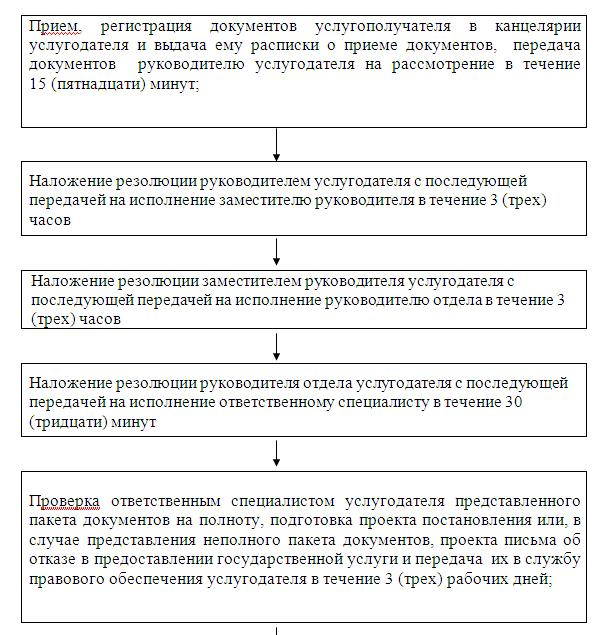 Прием, регистрация документов услугополучателя в канцелярии
услугодателя и выдача ему расписки о приеме документов, передача
документов руководителю услугодателя на рассмотрение в течение
15 (пятнадцати) минут;
Наложение резолюции руководителем услугодателя с последующей
передачей на исполнение заместителю руководителя в течение 3 (трех)
часов
Наложение резолюции заместителем руководителя услугодателя с
последующей передачей на исполнение руководителю отдела в течение 3
(трех) часов
Наложение резолюции руководителя отдела услугодателя с последующей
передачей на исполнение ответственному специалисту в течение 30
(тридцати) минут
Проверка ответственным специалистом услугодателя представленного
пакета документов на полноту, подготовка проекта постановления или, в
случае представления неполного пакета документов, проекта письма об
отказе в предоставлении государственной услуги и передача их в службу
правового обеспечения услугодателя в течение 3 (трех) рабочих дней;